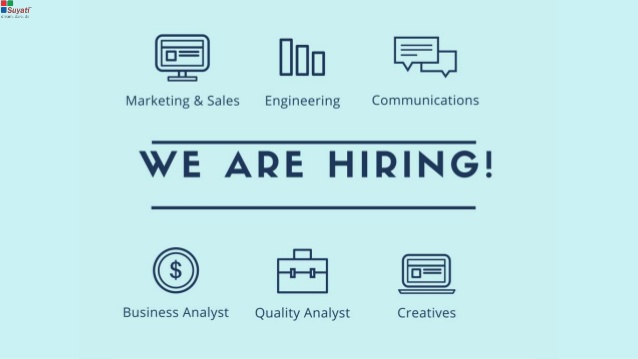 Suyati
Marketing & Sales
Engineering
Communications
WE ARE HIRING!
$
Business Analyst
Quality Analyst
Creatives